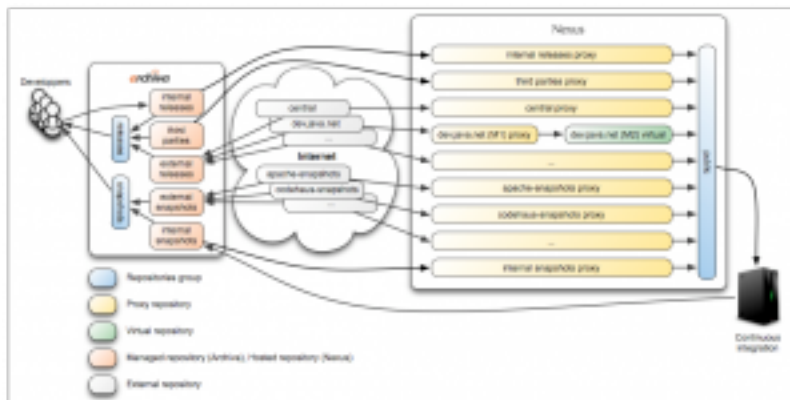 Nexus
Developers
archiva
internal
releases
third
parties
external
releases
external
snapshots
internal
snapshots
releases
snapshots
central
dev.java.net
...
Internet
apache-snapshots
codehaus-snapshots
...
internal releases proxy
third parties proxy
central proxy
dev.java.net (M1) proxy
dev.java.net (M2) virtual
...
apache-snapshots proxy
codehaus-snapshots proxy
...
internal snapshots proxy
public
Continuous
integration
Repositories group
Proxy repository
Virtual repository
Managed repository (Archiva), Hosted repository (Nexus)
External repository